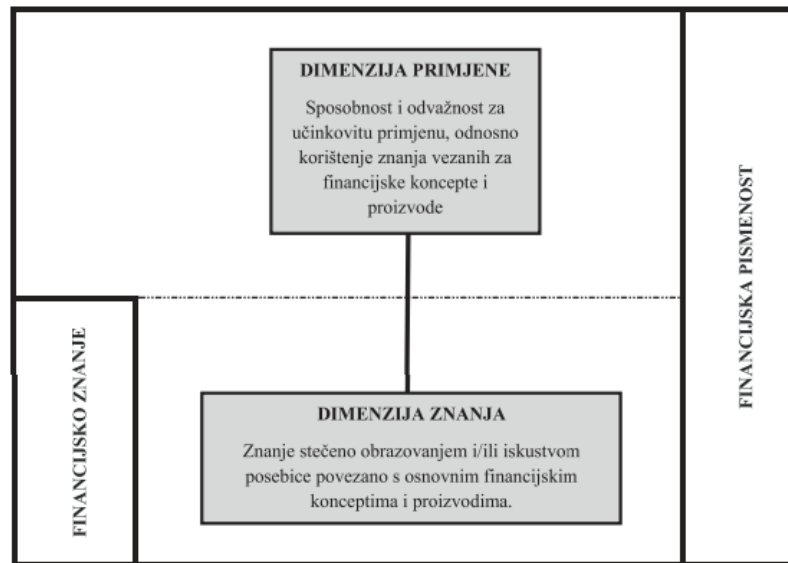 DIMENZIJA PRIMJENE
Sposobnost i odvažnost za
učinkovitu primjenu, odnosno
korištenje znanja vezanih za
financijske koncepte i
proizvode
FINANCIJSKA PISMENOST
FINANCIJSKO ZNANJE
DIMENZIJA ZNANJA
Znanje stečeno obrazovanjem i/ili iskustvom
posebice povezano s osnovnim financijskim
konceptima i proizvodima.